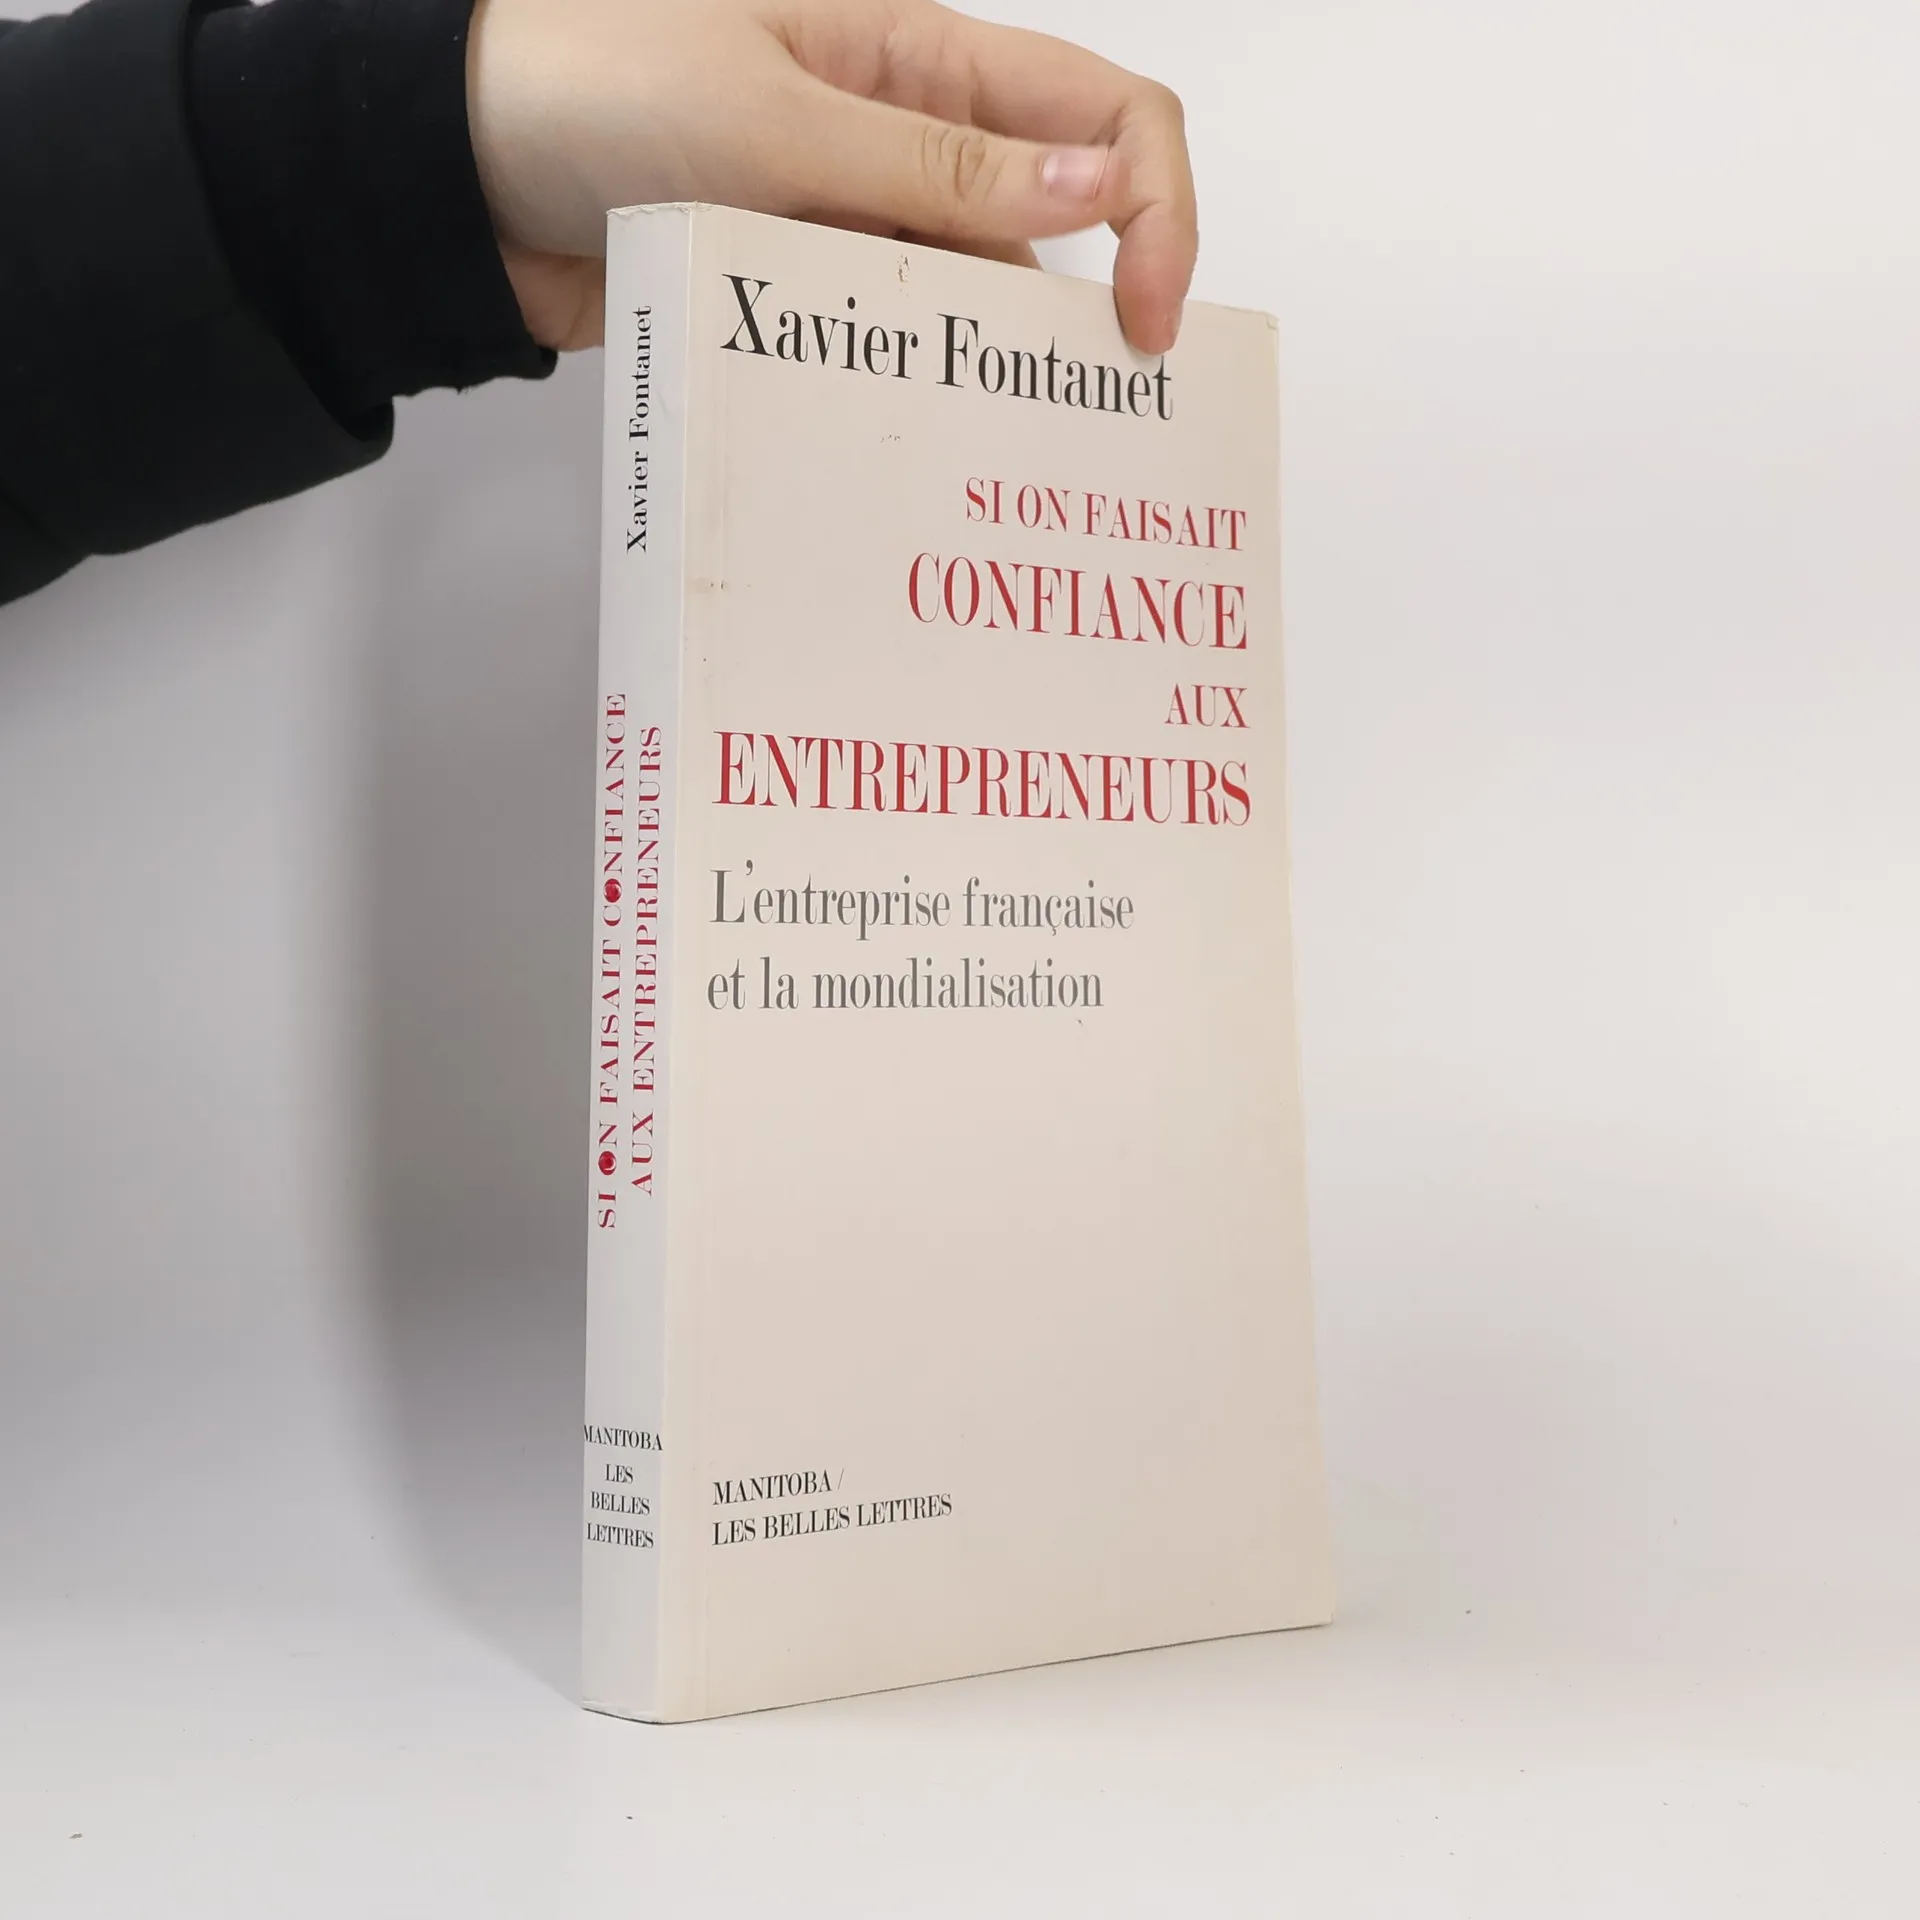 Xavier Fontanet
SI ON FAISAIT
CONFIANCE
AUX
ENTREPRENEURS
L'entreprise française
et la mondialisation
MANITOBA /
LES BELLES LETTRES
Xavier Fontanet
SI ON FAISAIT CONFIANCE
AUX ENTREPRENEURS
MANITOBA
LES
BELLES
LETTRES